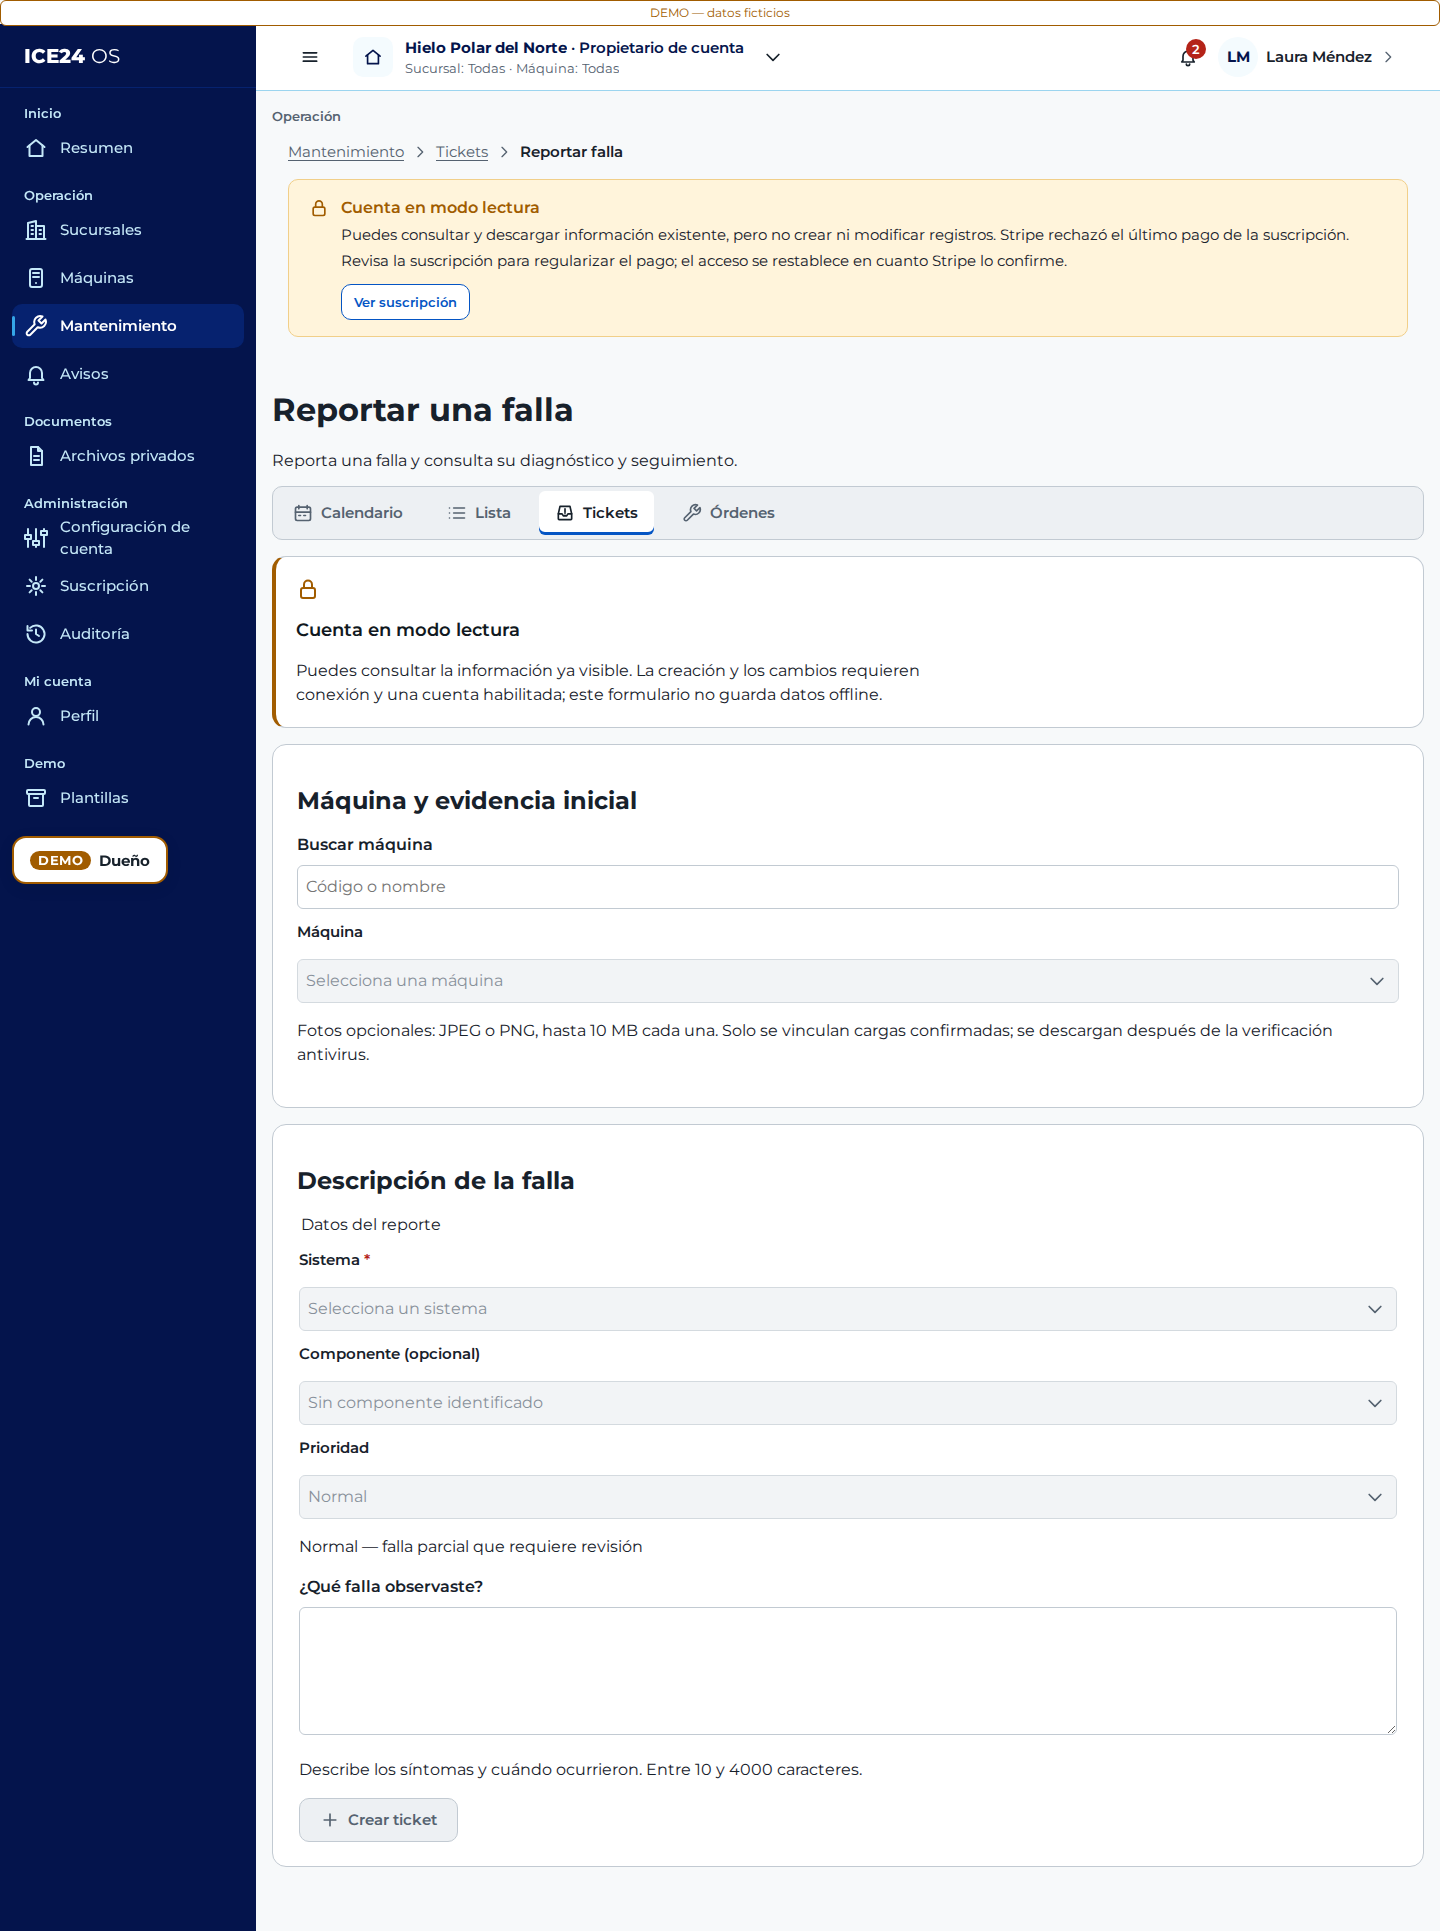 DEMO — datos ficticios
ICE24 OS
Inicio
Resumen
Operación
Sucursales
Máquinas
Mantenimiento
Avisos
Documentos
Archivos privados
Administración
Configuración de
cuenta
Suscripción
Auditoría
Mi cuenta
Perfil
Demo
Plantillas
DEMO Dueño
Hielo Polar del Norte · Propietario de cuenta
Sucursal: Todas · Máquina: Todas
2
LM Laura Méndez
Operación
Mantenimiento > Tickets > Reportar falla
Cuenta en modo lectura
Puedes consultar y descargar información existente, pero no crear ni modificar registros. Stripe rechazó el último pago de la suscripción.
Revisa la suscripción para regularizar el pago; el acceso se restablece en cuanto Stripe lo confirme.
Ver suscripción
Reportar una falla
Reporta una falla y consulta su diagnóstico y seguimiento.
Calendario Lista Tickets Órdenes
Cuenta en modo lectura
Puedes consultar la información ya visible. La creación y los cambios requieren
conexión y una cuenta habilitada; este formulario no guarda datos offline.
Máquina y evidencia inicial
Buscar máquina
Código o nombre
Máquina
Selecciona una máquina
Fotos opcionales: JPEG o PNG, hasta 10 MB cada una. Solo se vinculan cargas confirmadas; se descargan después de la verificación
antivirus.
Descripción de la falla
Datos del reporte
Sistema *
Selecciona un sistema
Componente (opcional)
Sin componente identificado
Prioridad
Normal
Normal — falla parcial que requiere revisión
¿Qué falla observaste?
Describe los síntomas y cuándo ocurrieron. Entre 10 y 4000 caracteres.
Crear ticket